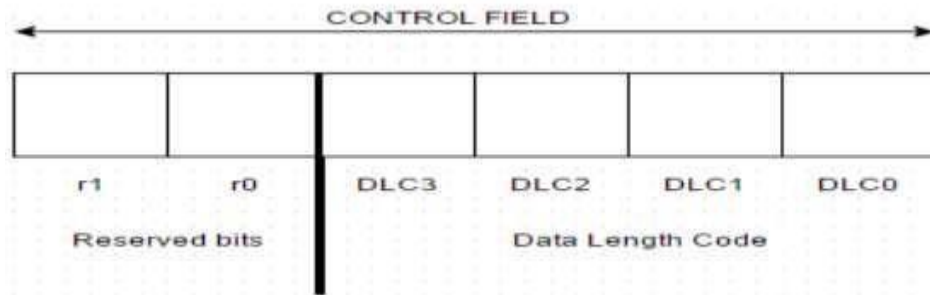 CONTROL FIELD
r1 r0 DLC3 DLC2 DLC1 DLC0
Reserved bits Data Length Code